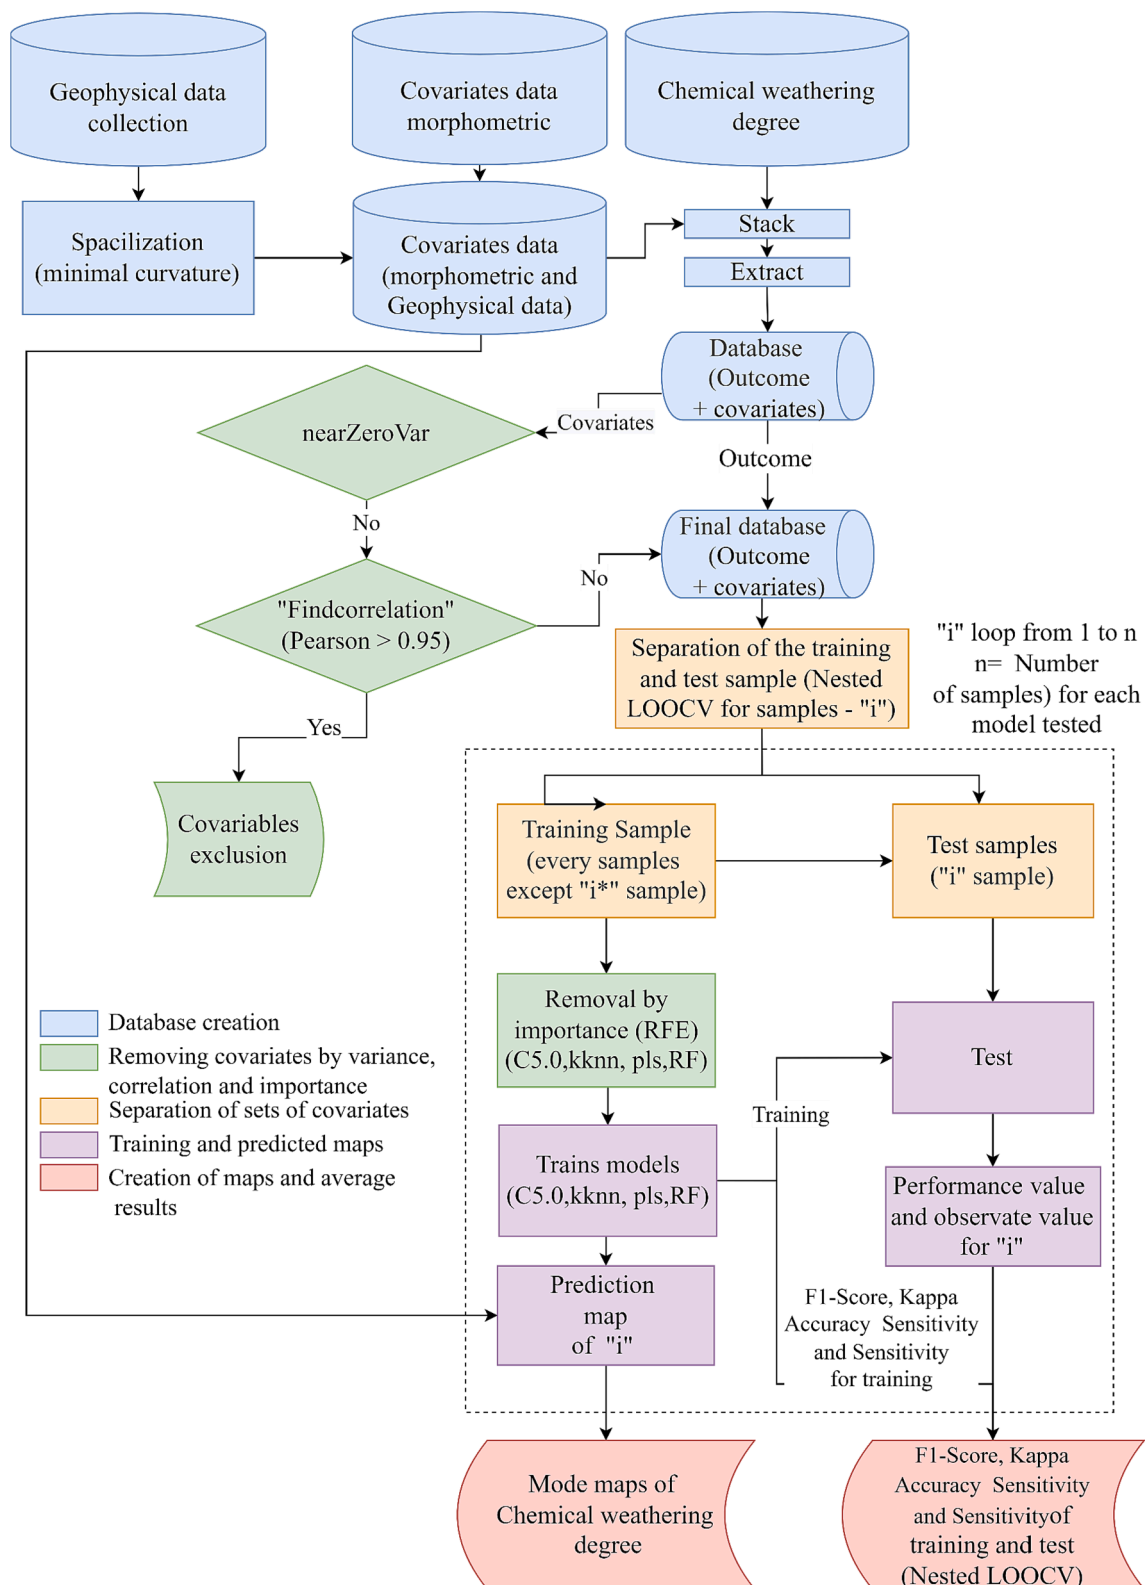 Geophysical data
collection
Covariates data
morphometric
Chemical weathering
degree
Spacilization
(minimal curvature)
Covariates data
(morphometric and
Geophysical data)
Stack
Extract
Database
(Outcome
+ covariates)
Covariates
nearZeroVar
Outcome
No
Final database
(Outcome
+ covariates)
No
"Findcorrelation"
(Pearson > 0.95)
Yes
Covariables
exclusion
Separation of the training
and test sample (Nested
LOOCV for samples - "i")
"i" loop from 1 to n
n= Number
of samples) for each
model tested
Training Sample
(every samples
except "i*" sample)
Test samples
("i" sample)
Removal by
importance (RFE)
(C5.0,kknn, pls,RF)
Test
Training
Trains models
(C5.0,kknn, pls,RF)
Performance value
and observate value
for "i"
Prediction
map
of "i"
F1-Score, Kappa
Accuracy Sensitivity
and Sensitivity
for training
Database creation
Removing covariates by variance,
correlation and importance
Separation of sets of covariates
Training and predicted maps
Creation of maps and average
results
Mode maps of
Chemical weathering
degree
F1-Score, Kappa
Accuracy Sensitivity
and Sensitivityof
training and test
(Nested LOOCV)